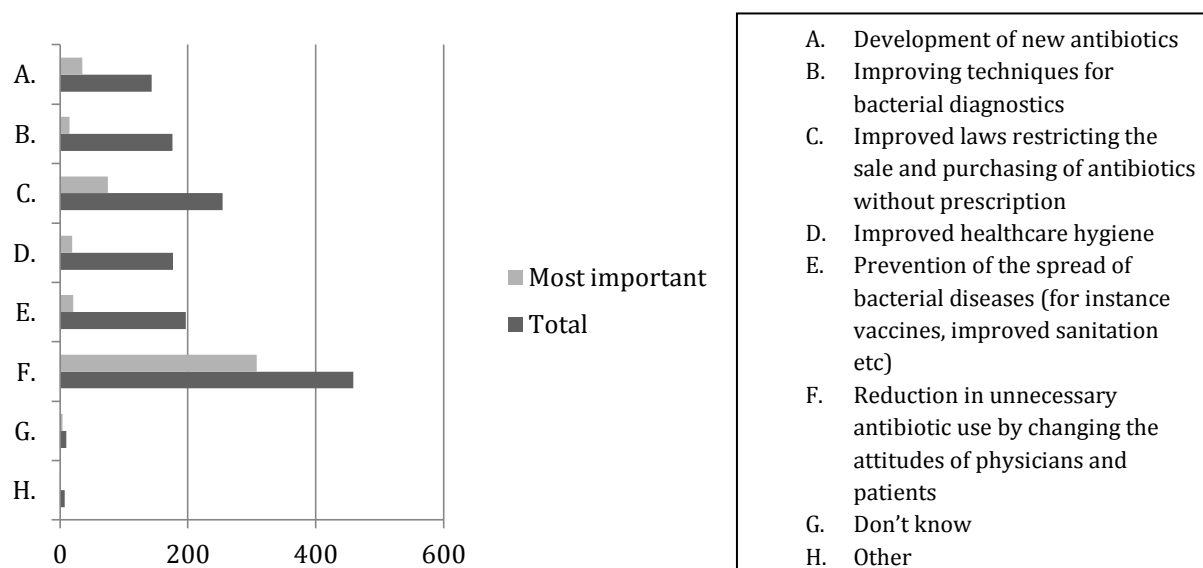 A.
B.
C.
D.
E.
F.
G.
H.
0 200 400 600
Most important
Total
A. Development of new antibiotics
B. Improving techniques for
bacterial diagnostics
C. Improved laws restricting the
sale and purchasing of antibiotics
without prescription
D. Improved healthcare hygiene
E. Prevention of the spread of
bacterial diseases (for instance
vaccines, improved sanitation
etc)
F. Reduction in unnecessary
antibiotic use by changing the
attitudes of physicians and
patients
G. Don't know
H. Other